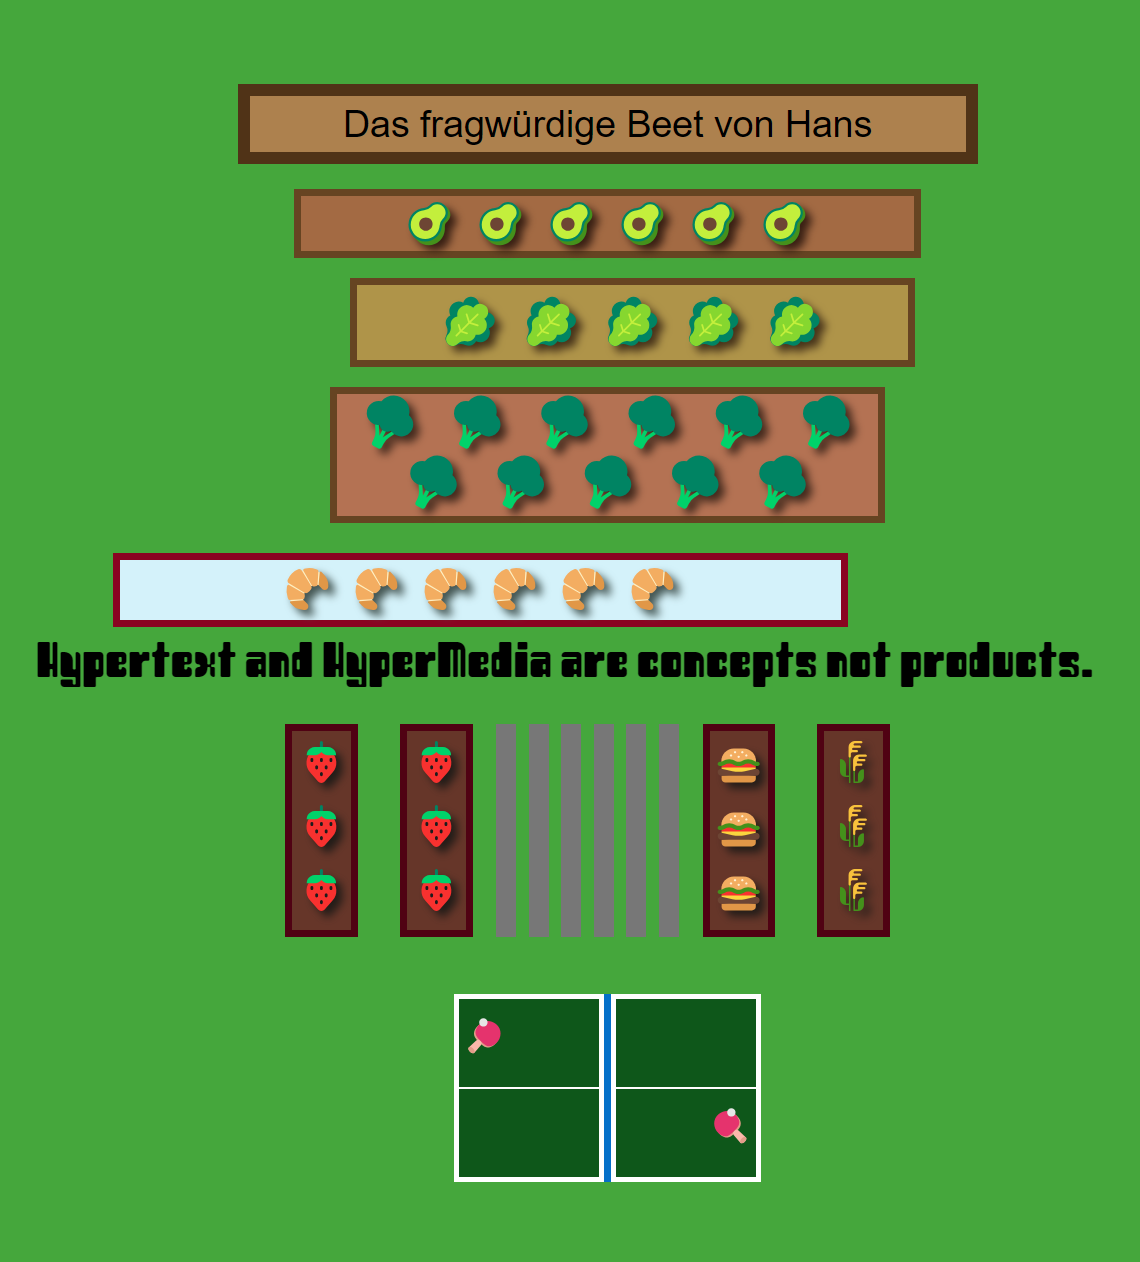 Das fragwürdige Beet von Hans
Hypertext and HyperMedia are concepts not products.